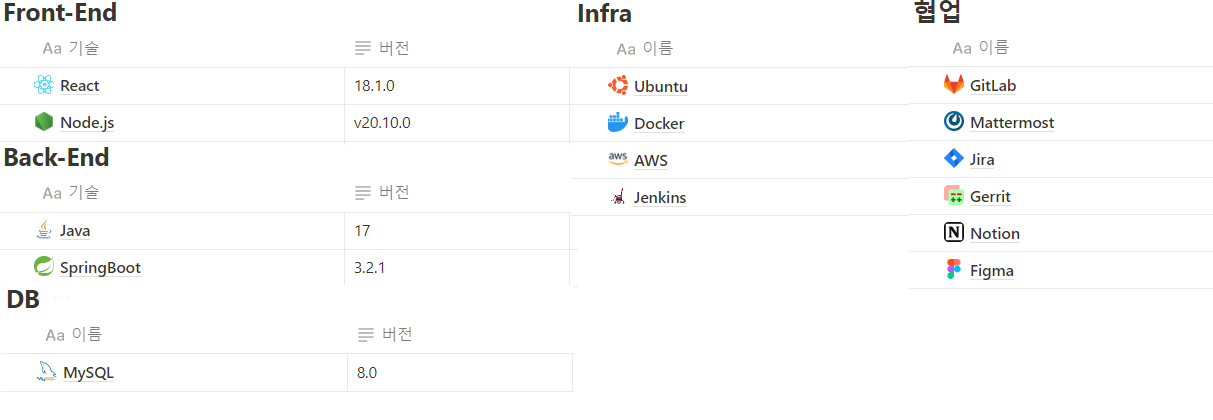 Front-End
Aa 기술 버전
React 18.1.0
Node.js v20.10.0
Back-End
Aa 기술 버전
Java 17
SpringBoot 3.2.1
DB
Aa 이름 버전
MySQL 8.0
Infra
Aa 이름
Ubuntu
Docker
aws AWS
Jenkins
협업
Aa 이름
GitLab
Mattermost
Jira
Gerrit
Notion
Figma